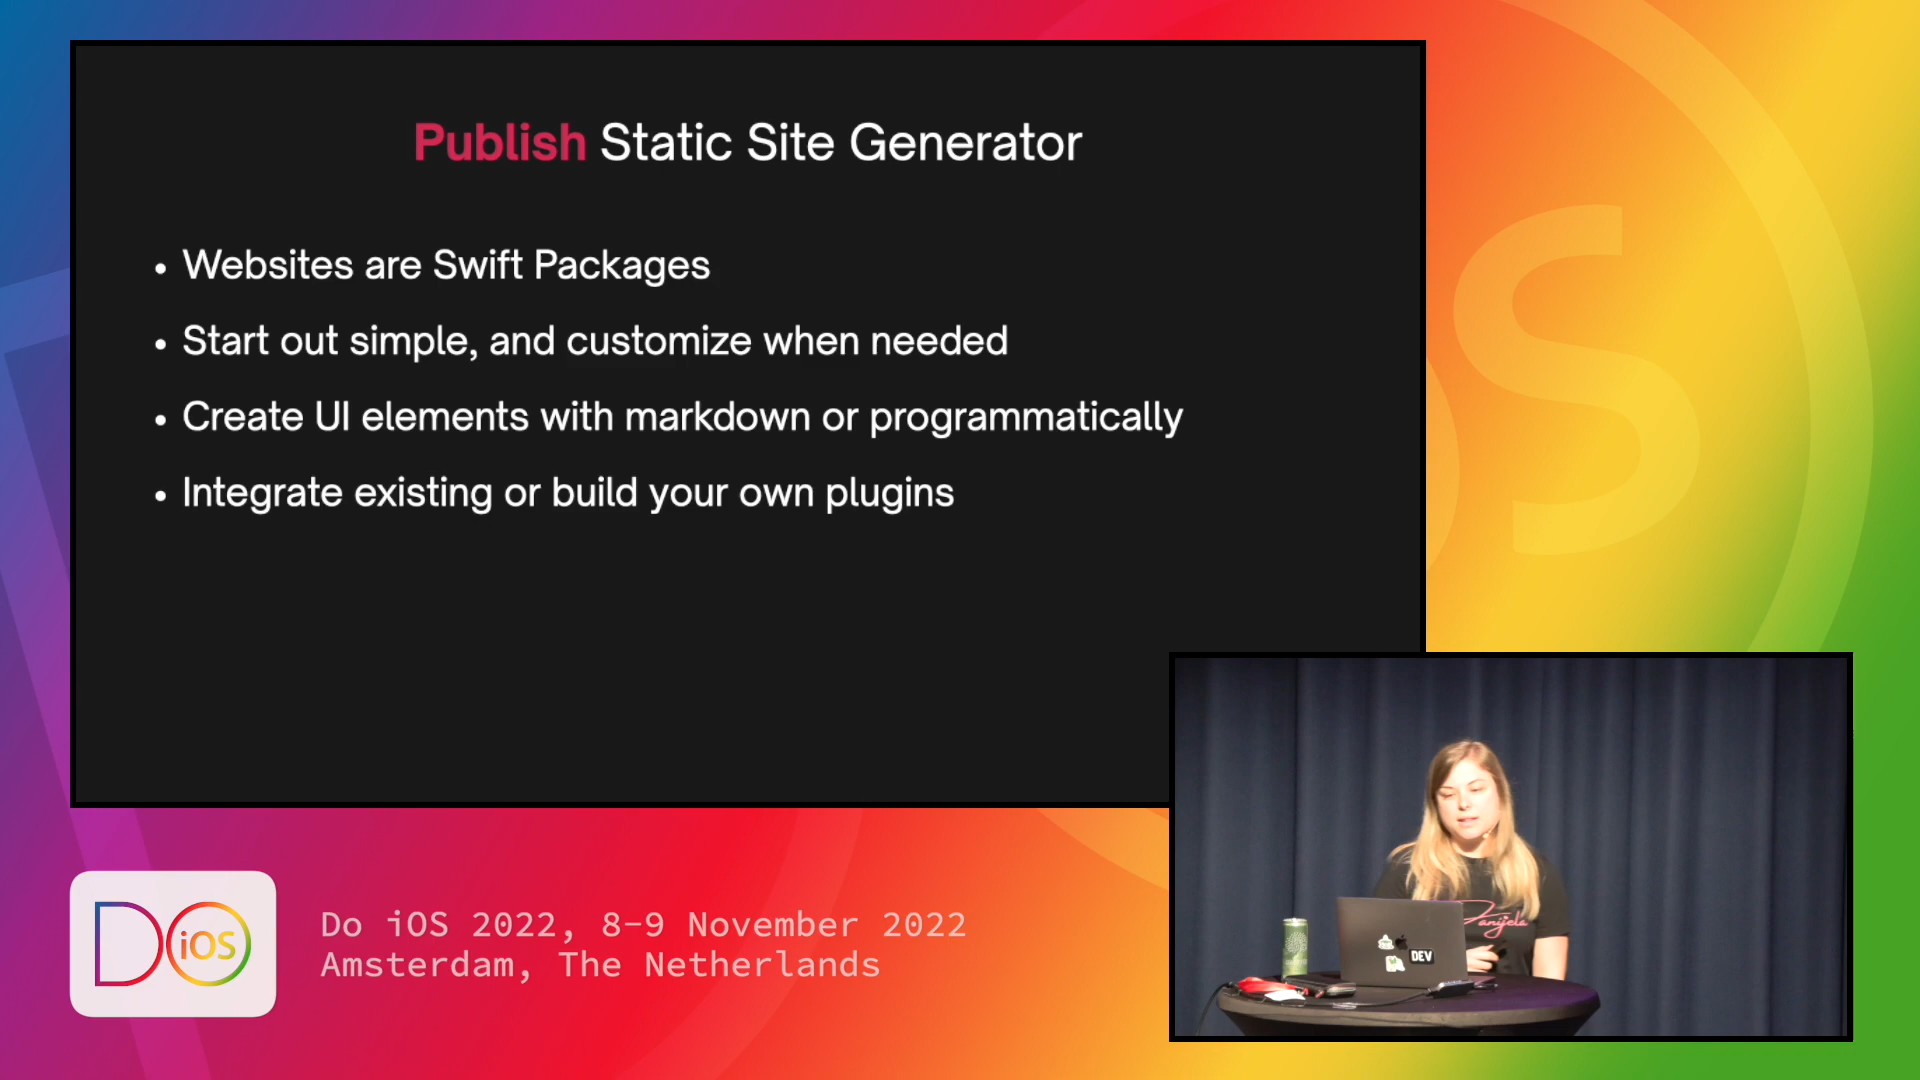 Publish Static Site Generator
• Websites are Swift Packages
• Start out simple, and customize when needed
• Create UI elements with markdown or programmatically
• Integrate existing or build your own plugins
DO iOS
Do iOS 2022, 8-9 November 2022
Amsterdam, The Netherlands
Danijela
DEV